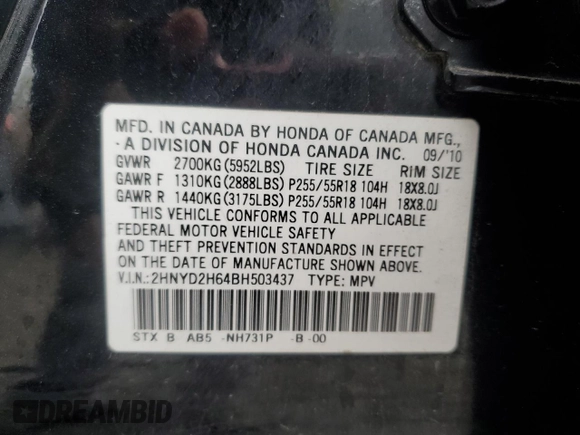 MFD. IN CANADA BY HONDA OF CANADA MFG.,
- A DIVISION OF HONDA CANADA INC. 09/'10
GVWR 2700KG(5952LBS) TIRE SIZE RIM SIZE
GAWR F 1310KG(2888LBS) P255/55R18 104H 18X8.0J
GAWR R 1440KG(3175LBS) P255/55R18 104H 18X8.0J
THIS VEHICLE CONFORMS TO ALL APPLICABLE
FEDERAL MOTOR VEHICLE SAFETY
AND THEFT PREVENTION STANDARDS IN EFFECT
ON THE DATE OF MANUFACTURE SHOWN ABOVE.
V.I.N.:2HNYD2H64BH503437 TYPE: MPV
STX B AB5 -NH731P -B -00
DREAMBID